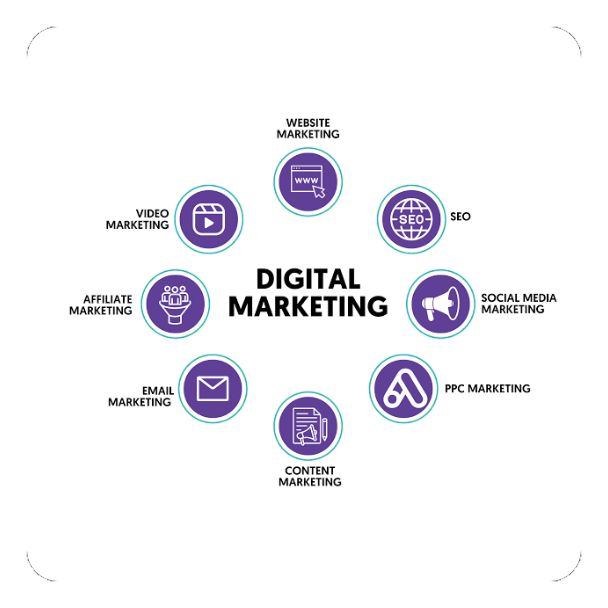 WEBSITE
MARKETING
WWW
VIDEO
MARKETING
SEO
SEO
DIGITAL
MARKETING
AFFILIATE
MARKETING
SOCIAL MEDIA
MARKETING
EMAIL
MARKETING
PPC MARKETING
CONTENT
MARKETING